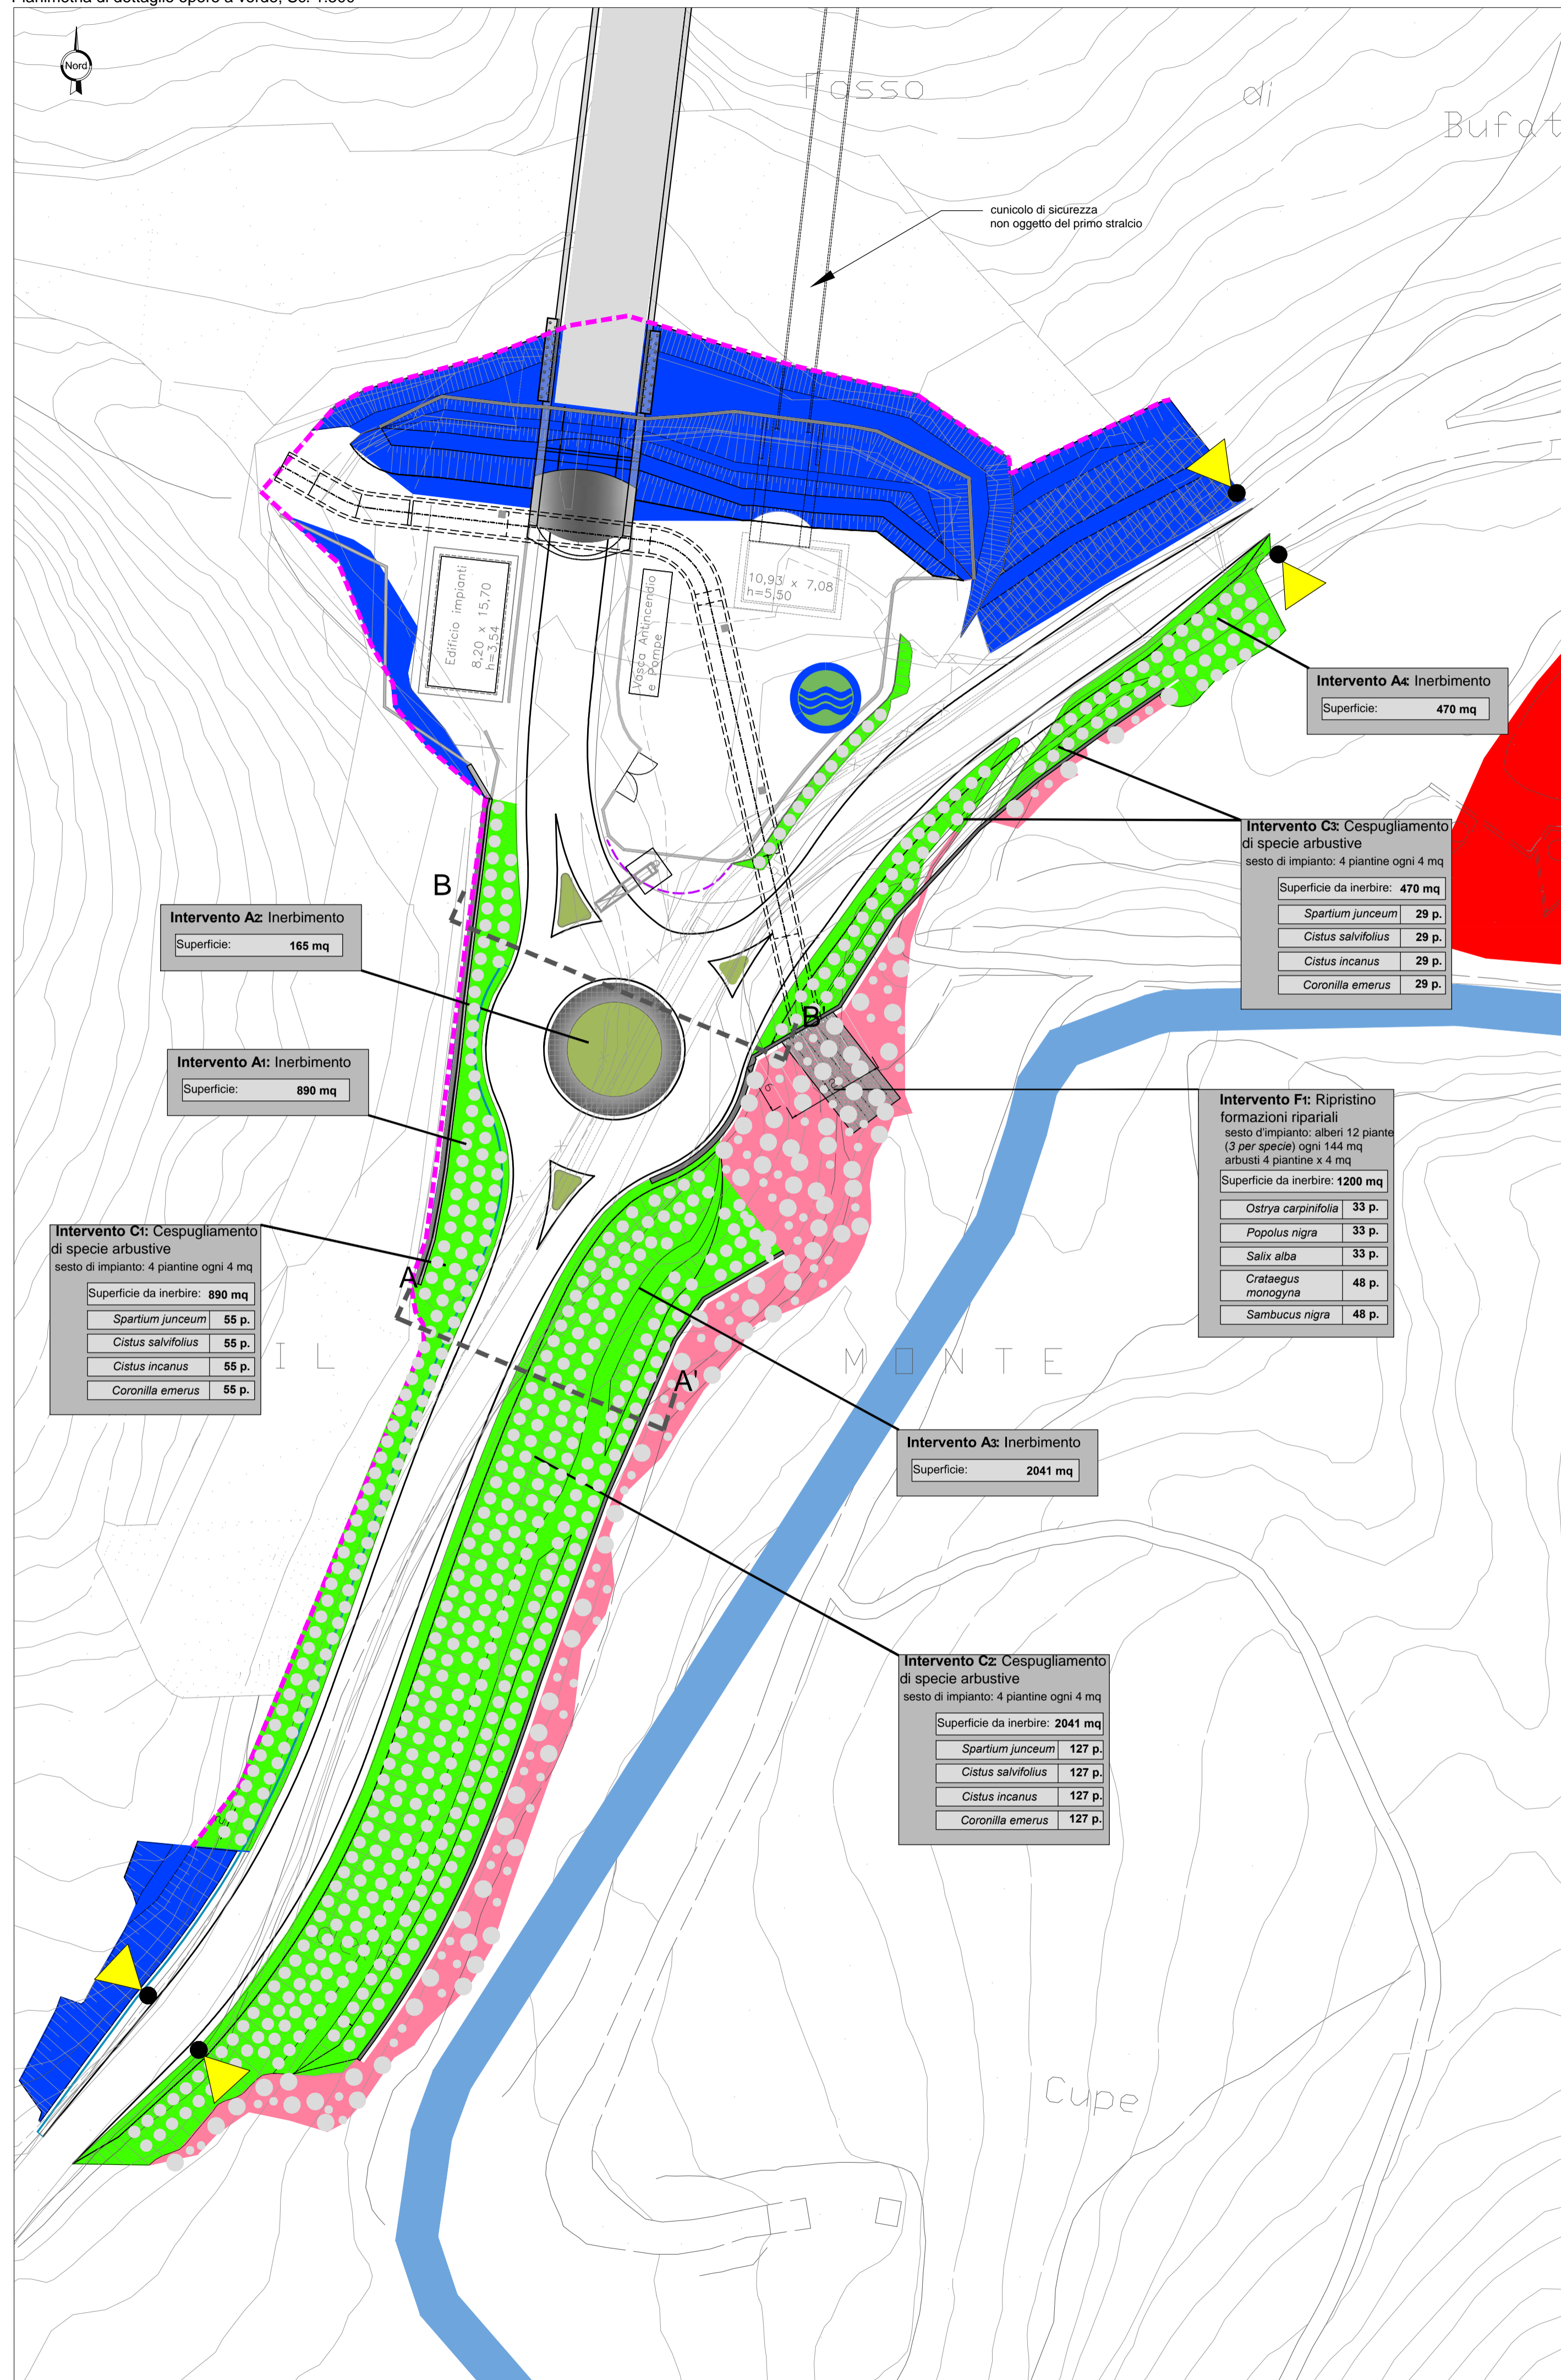 Planimetria di dettaglio opere a verde, Sc. 1:500
Nord
Fosso
di
Bufat
cunicolo di sicurezza
non oggetto del primo stralcio
Edificio impianti
8,20 x 15,70
h=3,54
Vasca Antincendio
e Pompe
10,93 x 7,08
h=5,50
Intervento A4: Inerbimento
Superficie: 470 mq
Intervento C3: Cespugliamento
di specie arbustive
sesto di impianto: 4 piantine ogni 4 mq
Superficie da inerbire: 470 mq
Spartium junceum 29 p.
Cistus salvifolius 29 p.
Cistus incanus 29 p.
Coronilla emerus 29 p.
B
Intervento A2: Inerbimento
Superficie: 165 mq
B'
Intervento A1: Inerbimento
Superficie: 890 mq
Intervento F1: Ripristino
formazioni ripariali
sesto d'impianto: alberi 12 piante
(3 per specie) ogni 144 mq
arbusti 4 piantine x 4 mq
Superficie da inerbire: 1200 mq
Ostrya carpinifolia 33 p.
Popolus nigra 33 p.
Salix alba 33 p.
Crataegus
monogyna 48 p.
Sambucus nigra 48 p.
Intervento C1: Cespugliamento
di specie arbustive
sesto di impianto: 4 piantine ogni 4 mq
Superficie da inerbire: 890 mq
Spartium junceum 55 p.
Cistus salvifolius 55 p.
Cistus incanus 55 p.
Coronilla emerus 55 p.
A
IL
MONTE
A'
Intervento A3: Inerbimento
Superficie: 2041 mq
Intervento C2: Cespugliamento
di specie arbustive
sesto di impianto: 4 piantine ogni 4 mq
Superficie da inerbire: 2041 mq
Spartium junceum 127 p.
Cistus salvifolius 127 p.
Cistus incanus 127 p.
Coronilla emerus 127 p.
Cupe